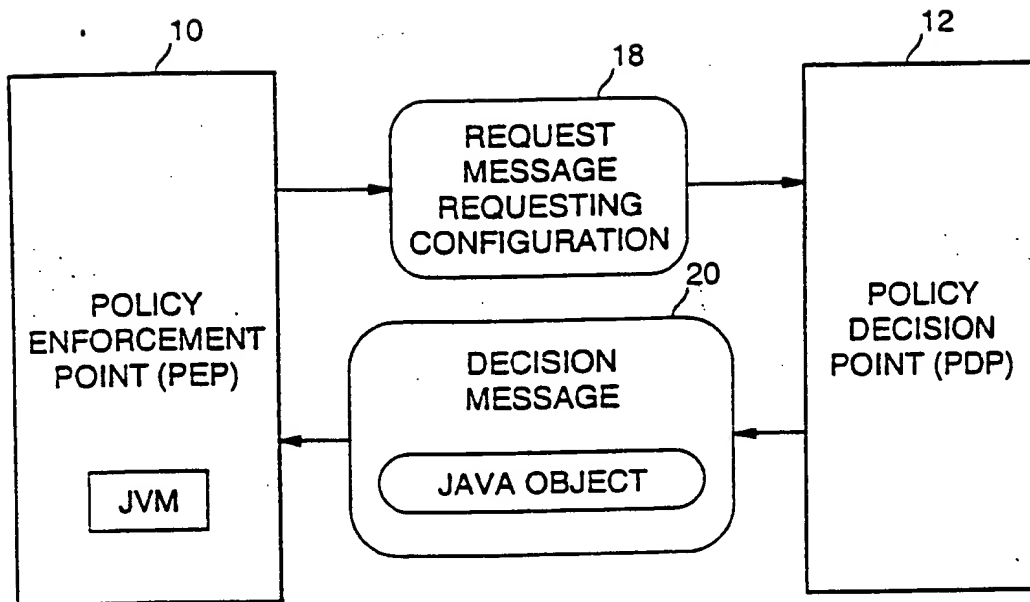 10
12
18
REQUEST
MESSAGE
REQUESTING
CONFIGURATION
20
POLICY
ENFORCEMENT
POINT (PEP)
JVM
DECISION
MESSAGE
JAVA OBJECT
POLICY
DECISION
POINT (PDP)